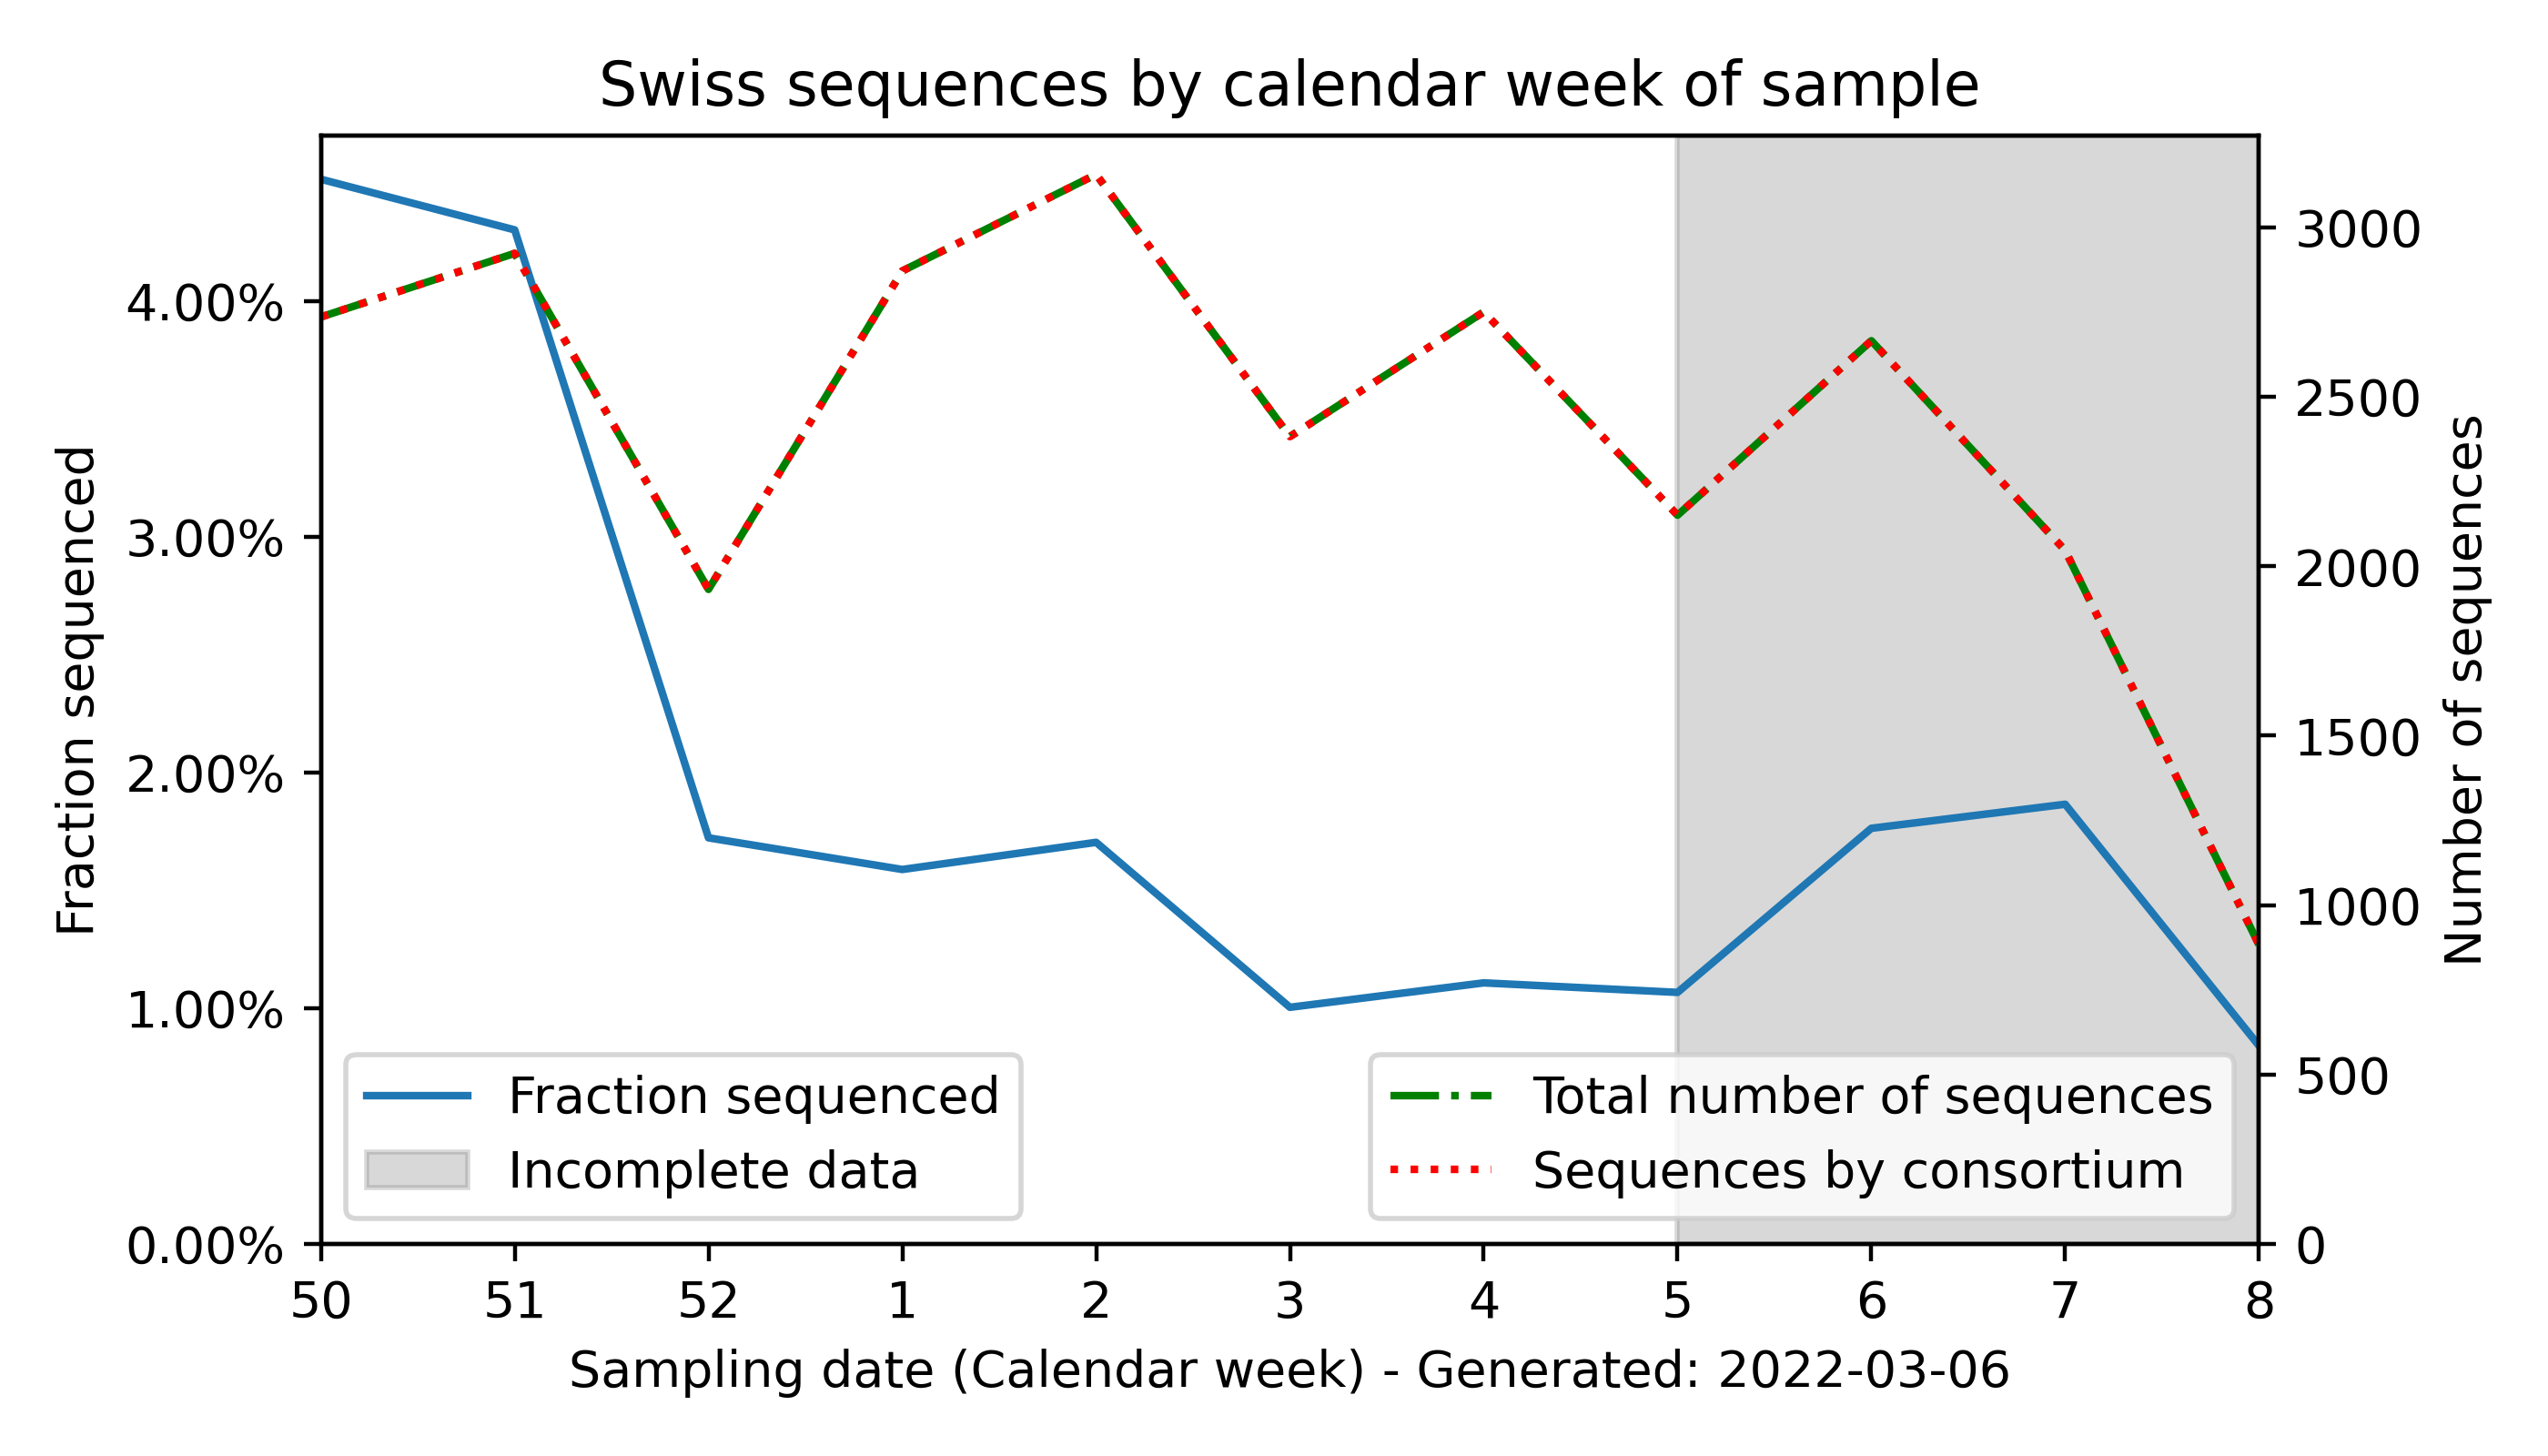 Swiss sequences by calendar week of sample
Fraction sequenced
4.00%
3.00%
2.00%
1.00%
0.00%
3000
2500
2000
1500
1000
500
0
Number of sequences
Fraction sequenced
Incomplete data
Total number of sequences
Sequences by consortium
50 51 52 1 2 3 4 5 6 7 8
Sampling date (Calendar week) - Generated: 2022-03-06